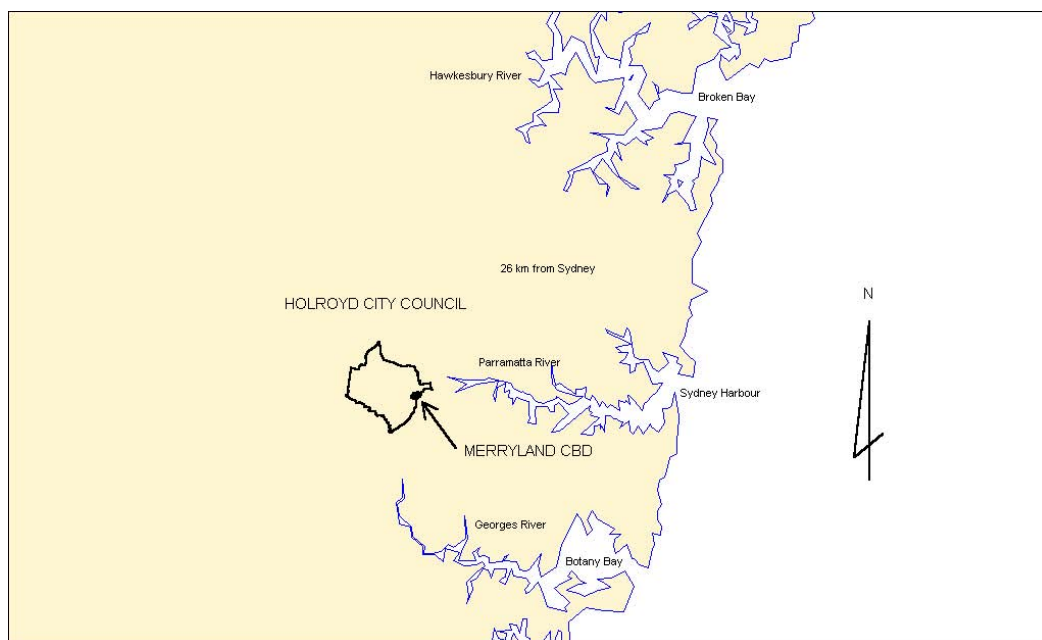 Hawkesbury River
Broken Bay
26 km from Sydney
HOLROYD CITY COUNCIL
N
Parramatta River
Sydney Harbour
MERRYLAND CBD
Georges River
Botany Bay